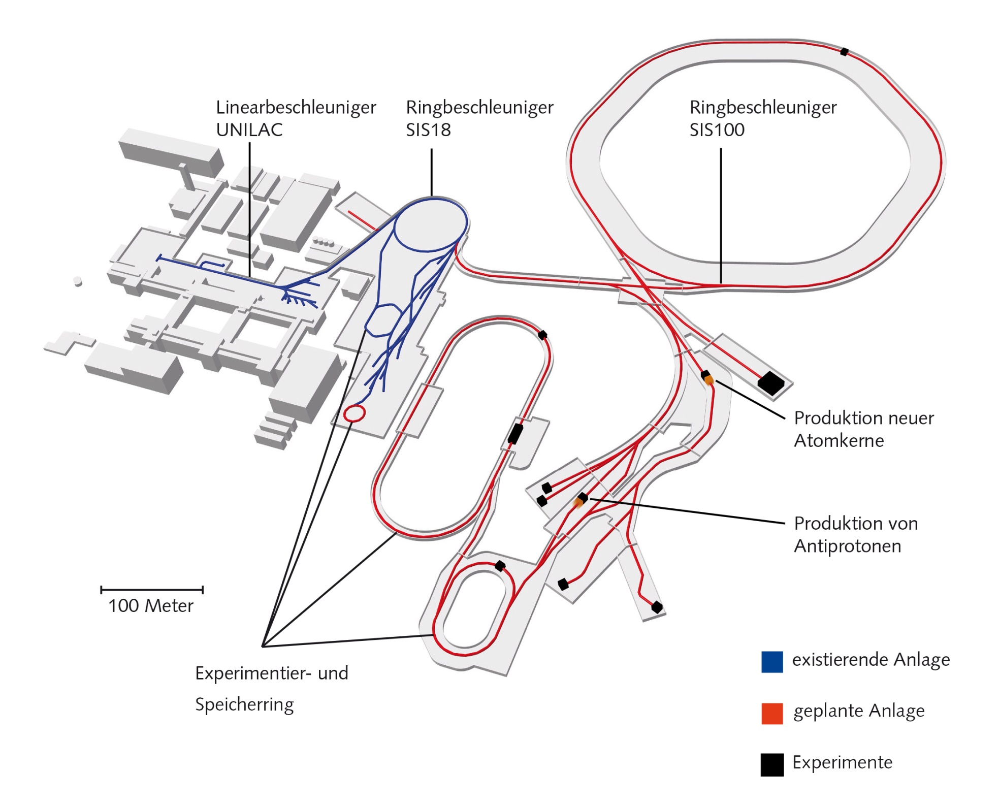 Linearbeschleuniger
UNILAC
Ringbeschleuniger
SIS18
Ringbeschleuniger
SIS100
Produktion neuer
Atomkerne
Produktion von
Antiprotonen
100 Meter
Experimentier- und
Speicherring
existierende Anlage
geplante Anlage
Experimente